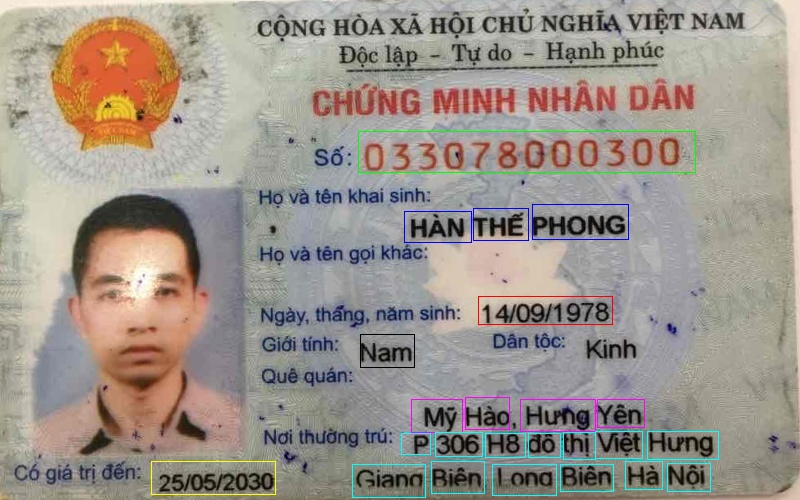 CỘNG HÒA XÃ HỘI CHỦ NGHĨA VIỆT NAM
Độc lập - Tự do - Hạnh phúc
CHỨNG MINH NHÂN DÂN
Số: 033078000300
Họ và tên khai sinh:
HÀN THẾ PHONG
Họ và tên gọi khác:
Ngày, tháng, năm sinh: 14/09/1978
Giới tính: Nam Dân tộc: Kinh
Quê quán:
Mỹ Hào, Hưng Yên
Nơi thường trú: P 306 H8 đô thị Việt Hưng
Giang Biên Long Biên Hà Nội
Có giá trị đến: 25/05/2030